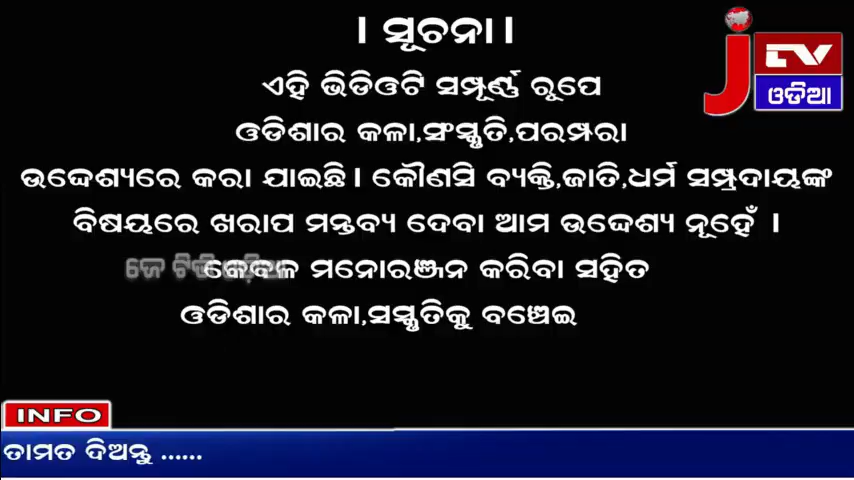 । ସୂଚନା ।
ଏହି ଭିଡିଓଟି ସମ୍ପୂର୍ଣ୍ଣ ରୂପେ
ଓଡିଶାର କଳା,ସଂସ୍କୃତି,ପରମ୍ପରା
ଉଦ୍ଦେଶ୍ୟରେ କରା ଯାଇଛି । କୌଣସି ବ୍ୟକ୍ତି,ଜାତି,ଧର୍ମ ସମ୍ପ୍ରଦାୟଙ୍କ
ବିଷୟରେ ଖରାପ ମନ୍ତବ୍ୟ ଦେବା ଆମ ଉଦ୍ଦେଶ୍ୟ ନୂହେଁ ।
କେବଳ ମନୋରଞ୍ଜନ କରିବା ସହିତ
ଓଡିଶାର କଳା,ସସ୍କୃତିକୁ ବଞ୍ଚେଇ
j TV
ଓଡିଆ
ଜେ ଟିଭି ଓଡ଼ିଆ
INFO
ତାମତ ଦିଅନ୍ତୁ ......